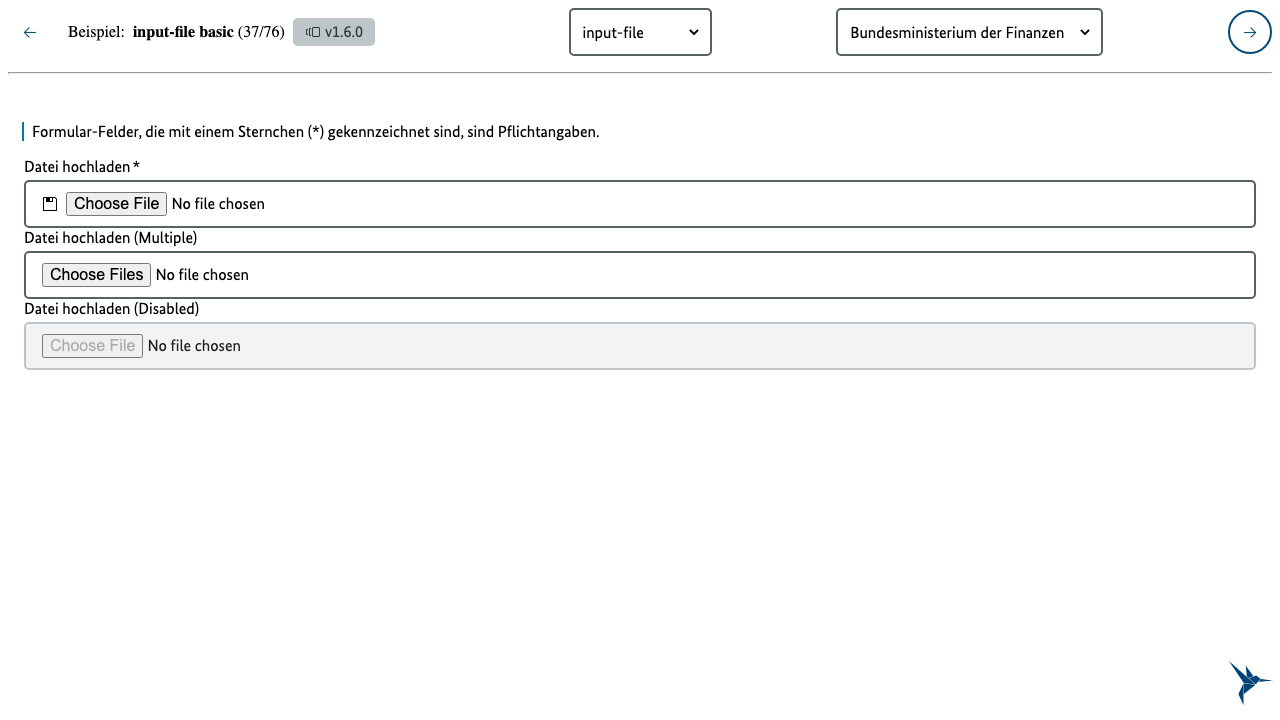 Beispiel: input-file basic (37/76) v1.6.0 input-file Bundesministerium der Finanzen
Formular-Felder, die mit einem Sternchen (*) gekennzeichnet sind, sind Pflichtangaben.
Datei hochladen*
Choose File No file chosen
Datei hochladen (Multiple)
Choose Files No file chosen
Datei hochladen (Disabled)
Choose File No file chosen